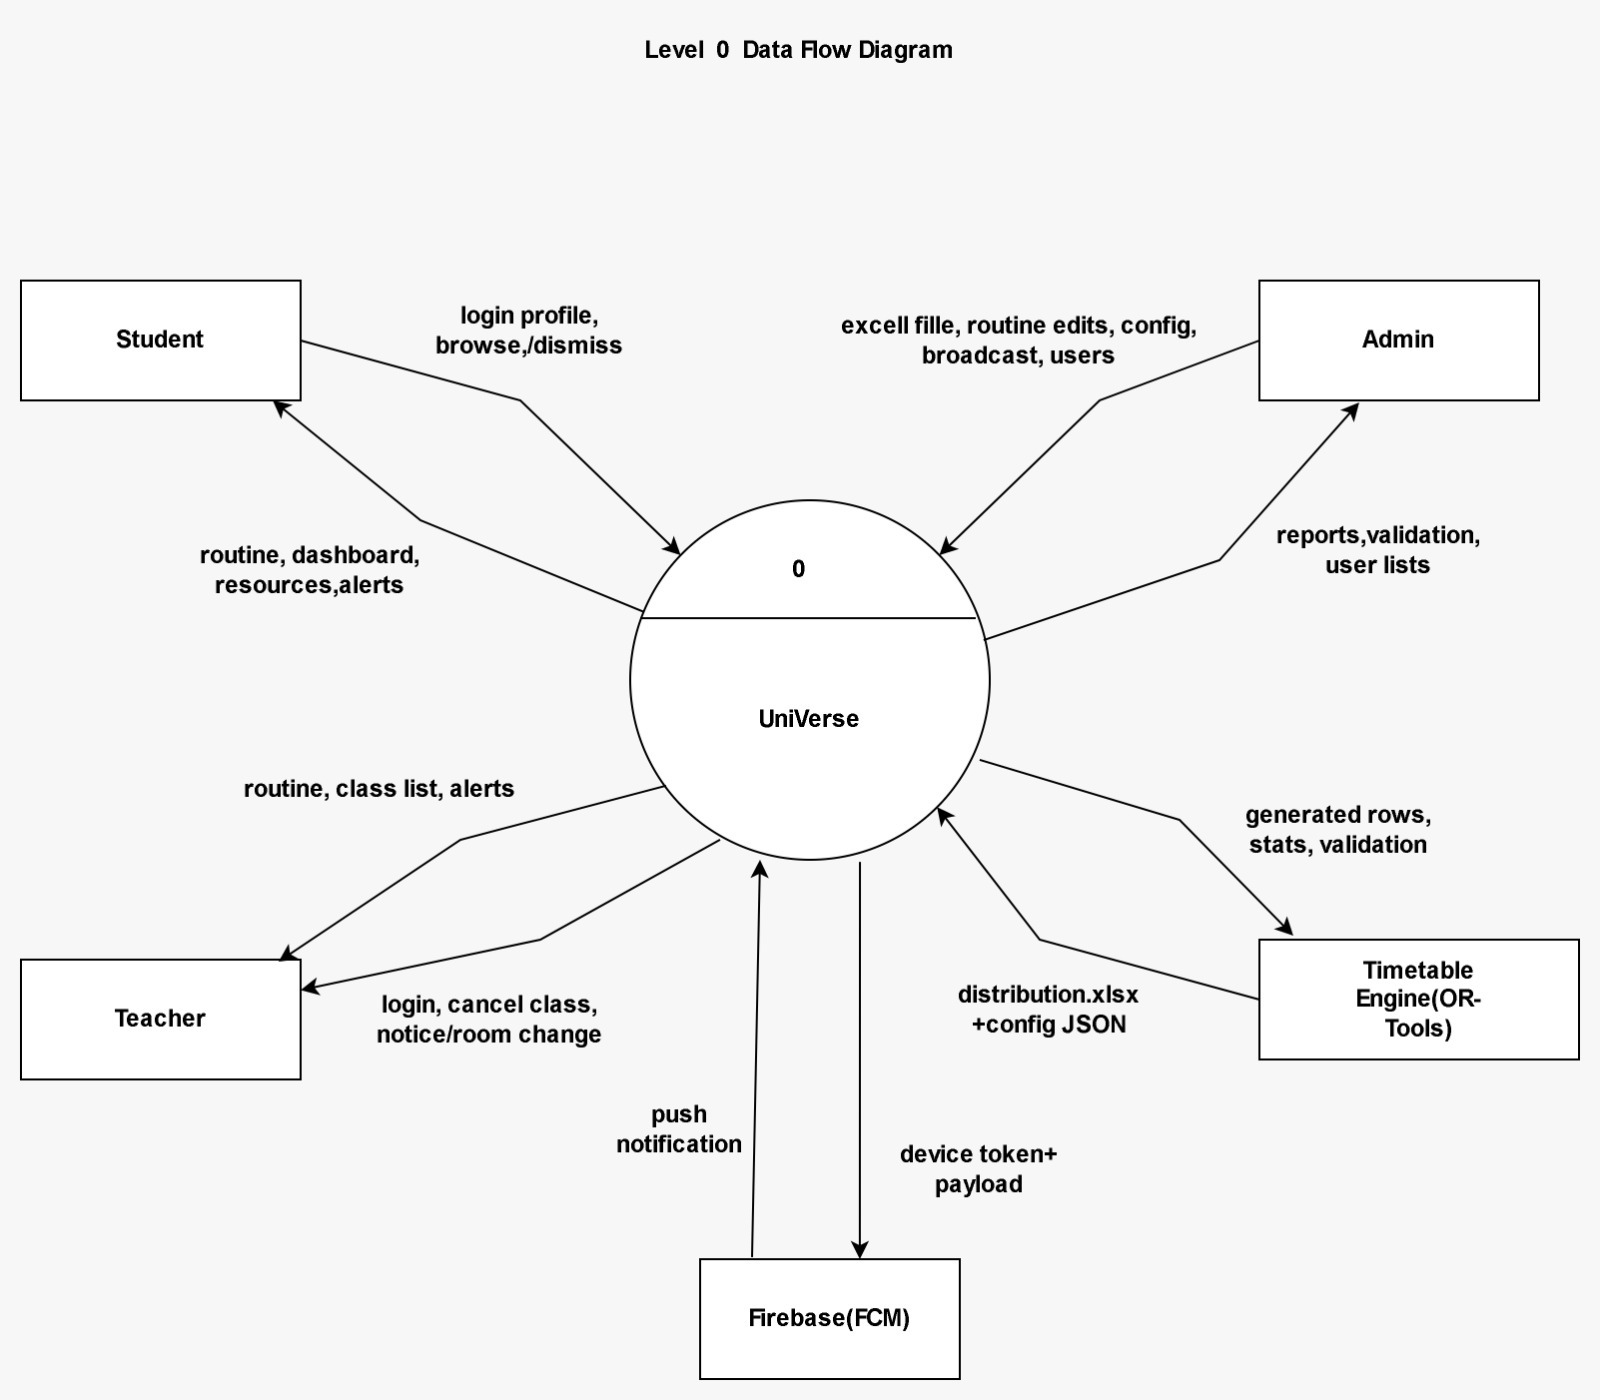 Level 0 Data Flow Diagram
Student
login profile,
browse,/dismiss
excell fille, routine edits, config,
broadcast, users
Admin
routine, dashboard,
resources,alerts
0
reports,validation,
user lists
UniVerse
routine, class list, alerts
generated rows,
stats, validation
Teacher
login, cancel class,
notice/room change
distribution.xlsx
+config JSON
Timetable
Engine(OR-
Tools)
push
notification
device token+
payload
Firebase(FCM)